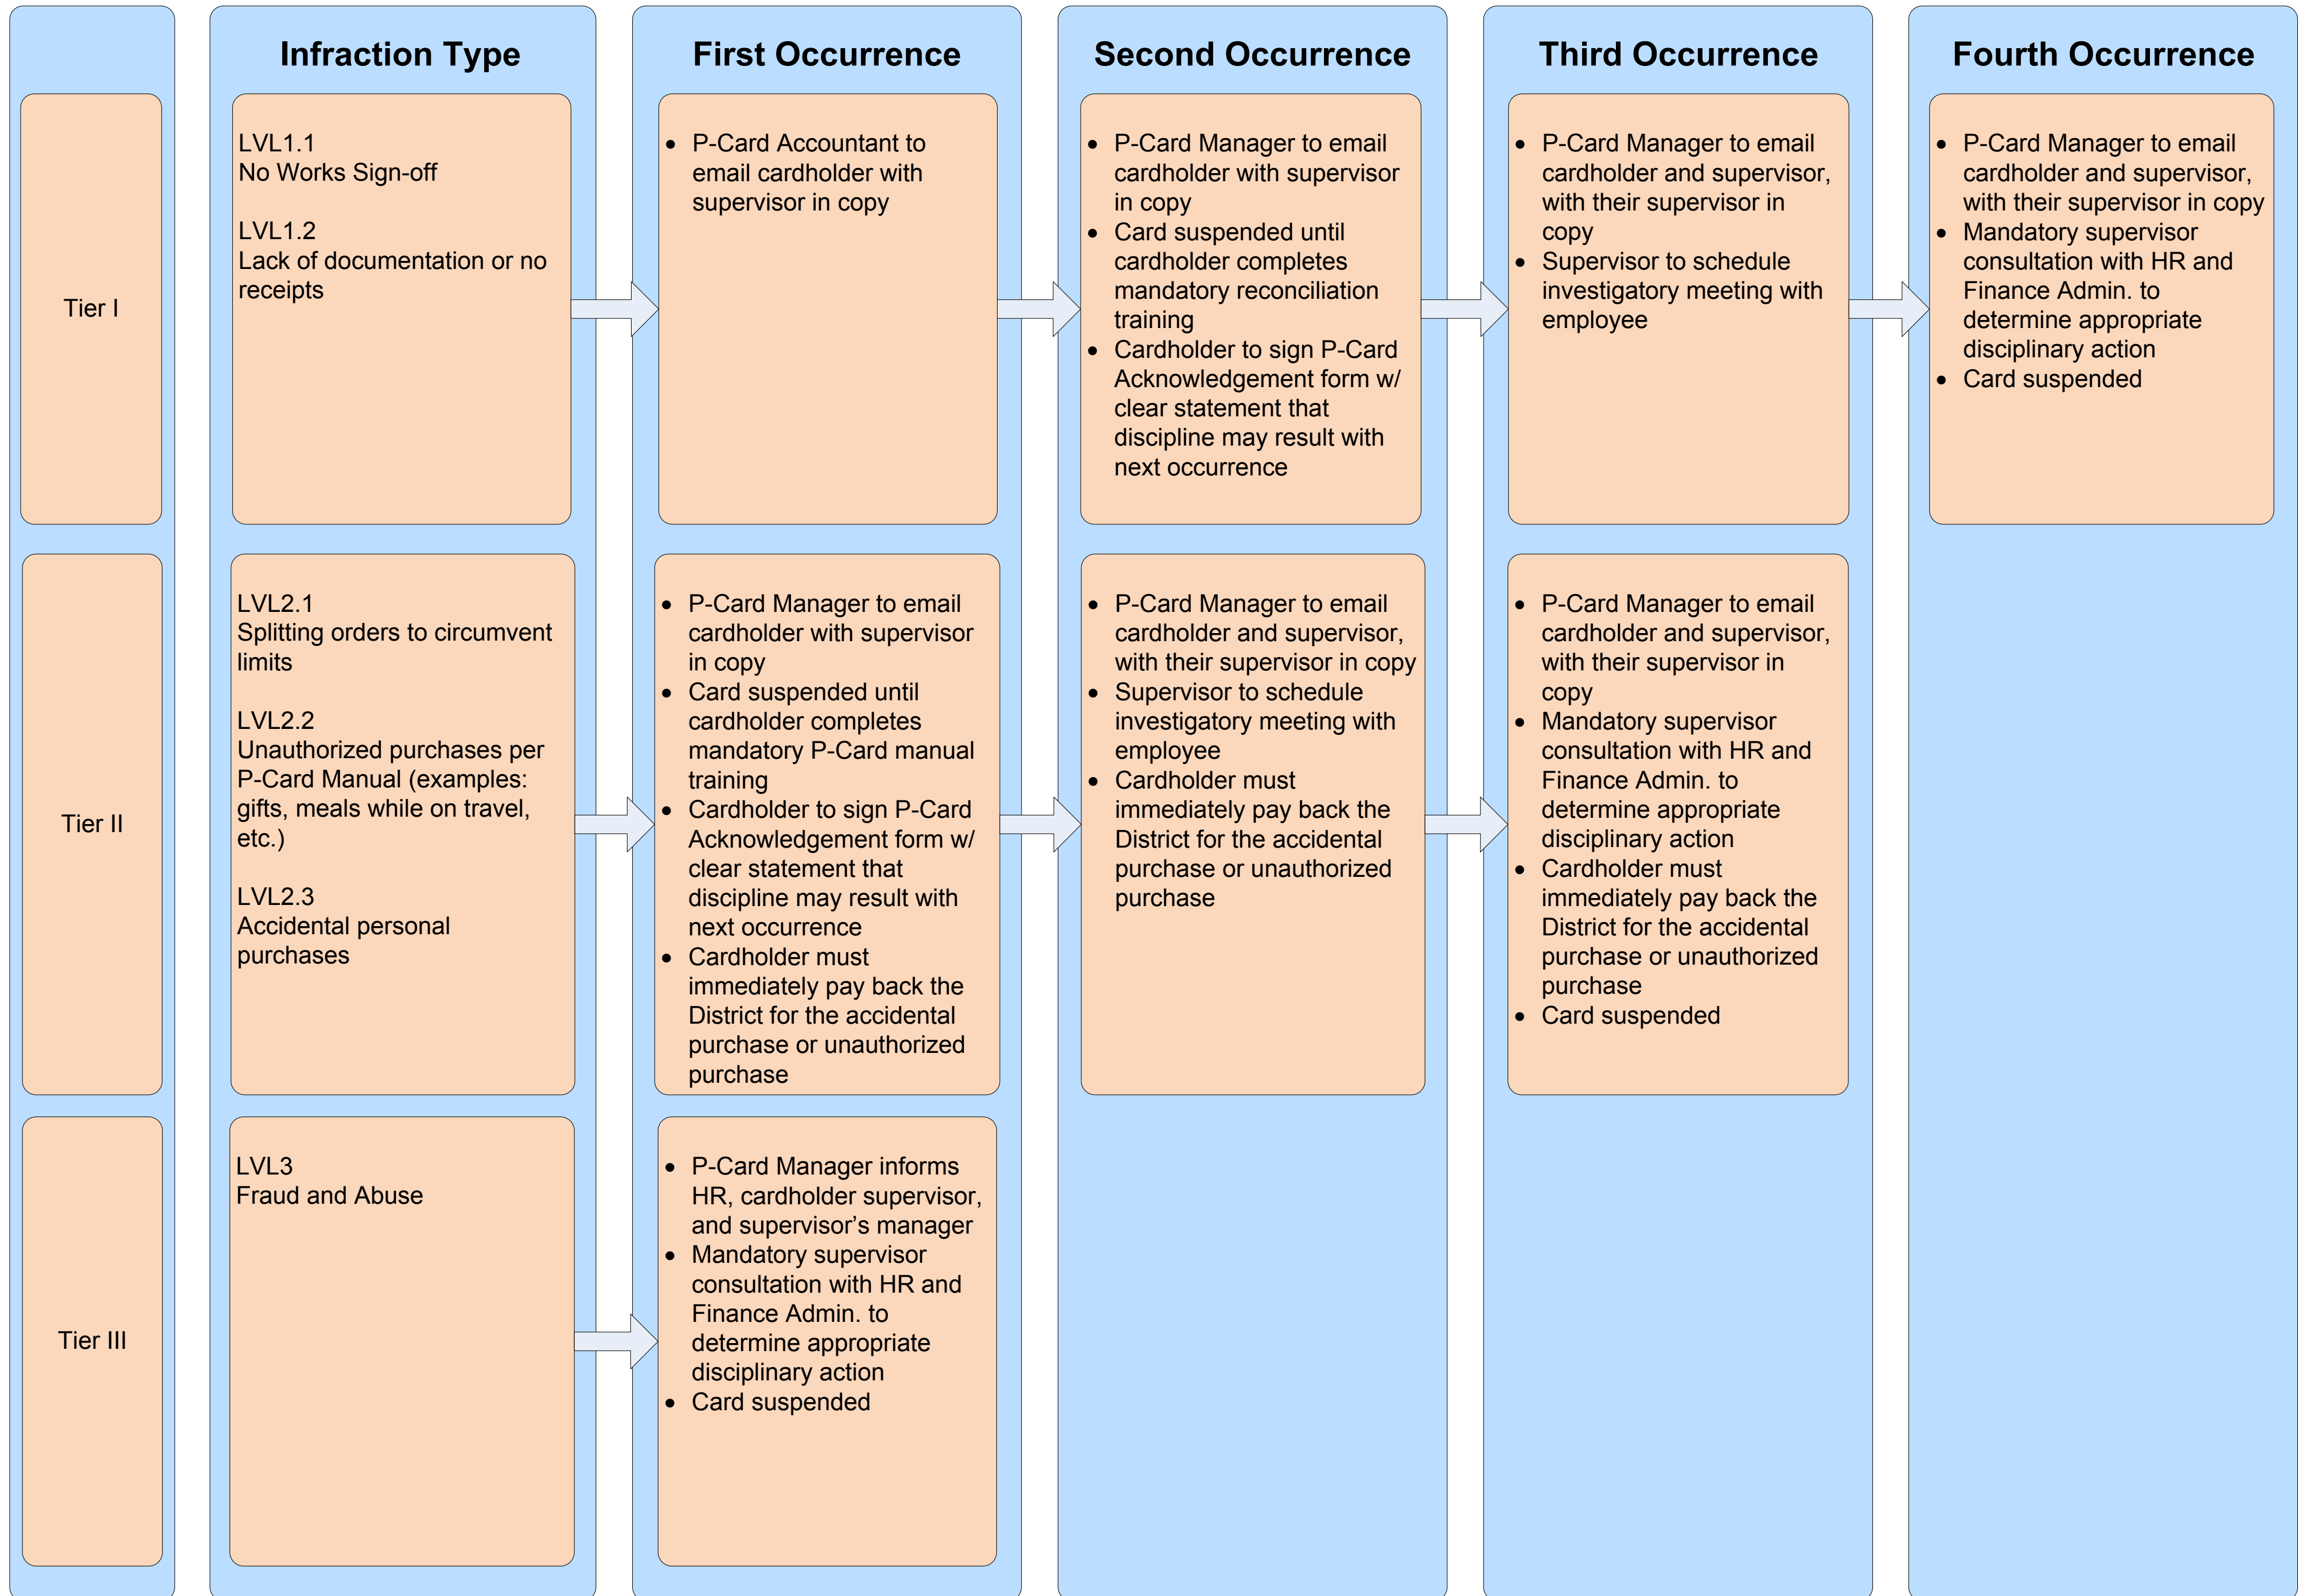 Infraction Type
First Occurrence
Second Occurrence
Third Occurrence
Fourth Occurrence
Tier I
LVL1.1
No Works Sign-off
LVL1.2
Lack of documentation or no
receipts
• P-Card Accountant to
email cardholder with
supervisor in copy
• P-Card Manager to email
cardholder with supervisor
in copy
• Card suspended until
cardholder completes
mandatory reconciliation
training
• Cardholder to sign P-Card
Acknowledgement form w/
clear statement that
discipline may result with
next occurrence
• P-Card Manager to email
cardholder and supervisor,
with their supervisor in
copy
• Supervisor to schedule
investigatory meeting with
employee
• P-Card Manager to email
cardholder and supervisor,
with their supervisor in copy
• Mandatory supervisor
consultation with HR and
Finance Admin. to
determine appropriate
disciplinary action
• Card suspended
Tier II
LVL2.1
Splitting orders to circumvent
limits
LVL2.2
Unauthorized purchases per
P-Card Manual (examples:
gifts, meals while on travel,
etc.)
LVL2.3
Accidental personal
purchases
• P-Card Manager to email
cardholder with supervisor
in copy
• Card suspended until
cardholder completes
mandatory P-Card manual
training
• Cardholder to sign P-Card
Acknowledgement form w/
clear statement that
discipline may result with
next occurrence
• Cardholder must
immediately pay back the
District for the accidental
purchase or unauthorized
purchase
• P-Card Manager to email
cardholder and supervisor,
with their supervisor in copy
• Supervisor to schedule
investigatory meeting with
employee
• Cardholder must
immediately pay back the
District for the accidental
purchase or unauthorized
purchase
• P-Card Manager to email
cardholder and supervisor,
with their supervisor in
copy
• Mandatory supervisor
consultation with HR and
Finance Admin. to
determine appropriate
disciplinary action
• Cardholder must
immediately pay back the
District for the accidental
purchase or unauthorized
purchase
• Card suspended
Tier III
LVL3
Fraud and Abuse
• P-Card Manager informs
HR, cardholder supervisor,
and supervisor’s manager
• Mandatory supervisor
consultation with HR and
Finance Admin. to
determine appropriate
disciplinary action
• Card suspended